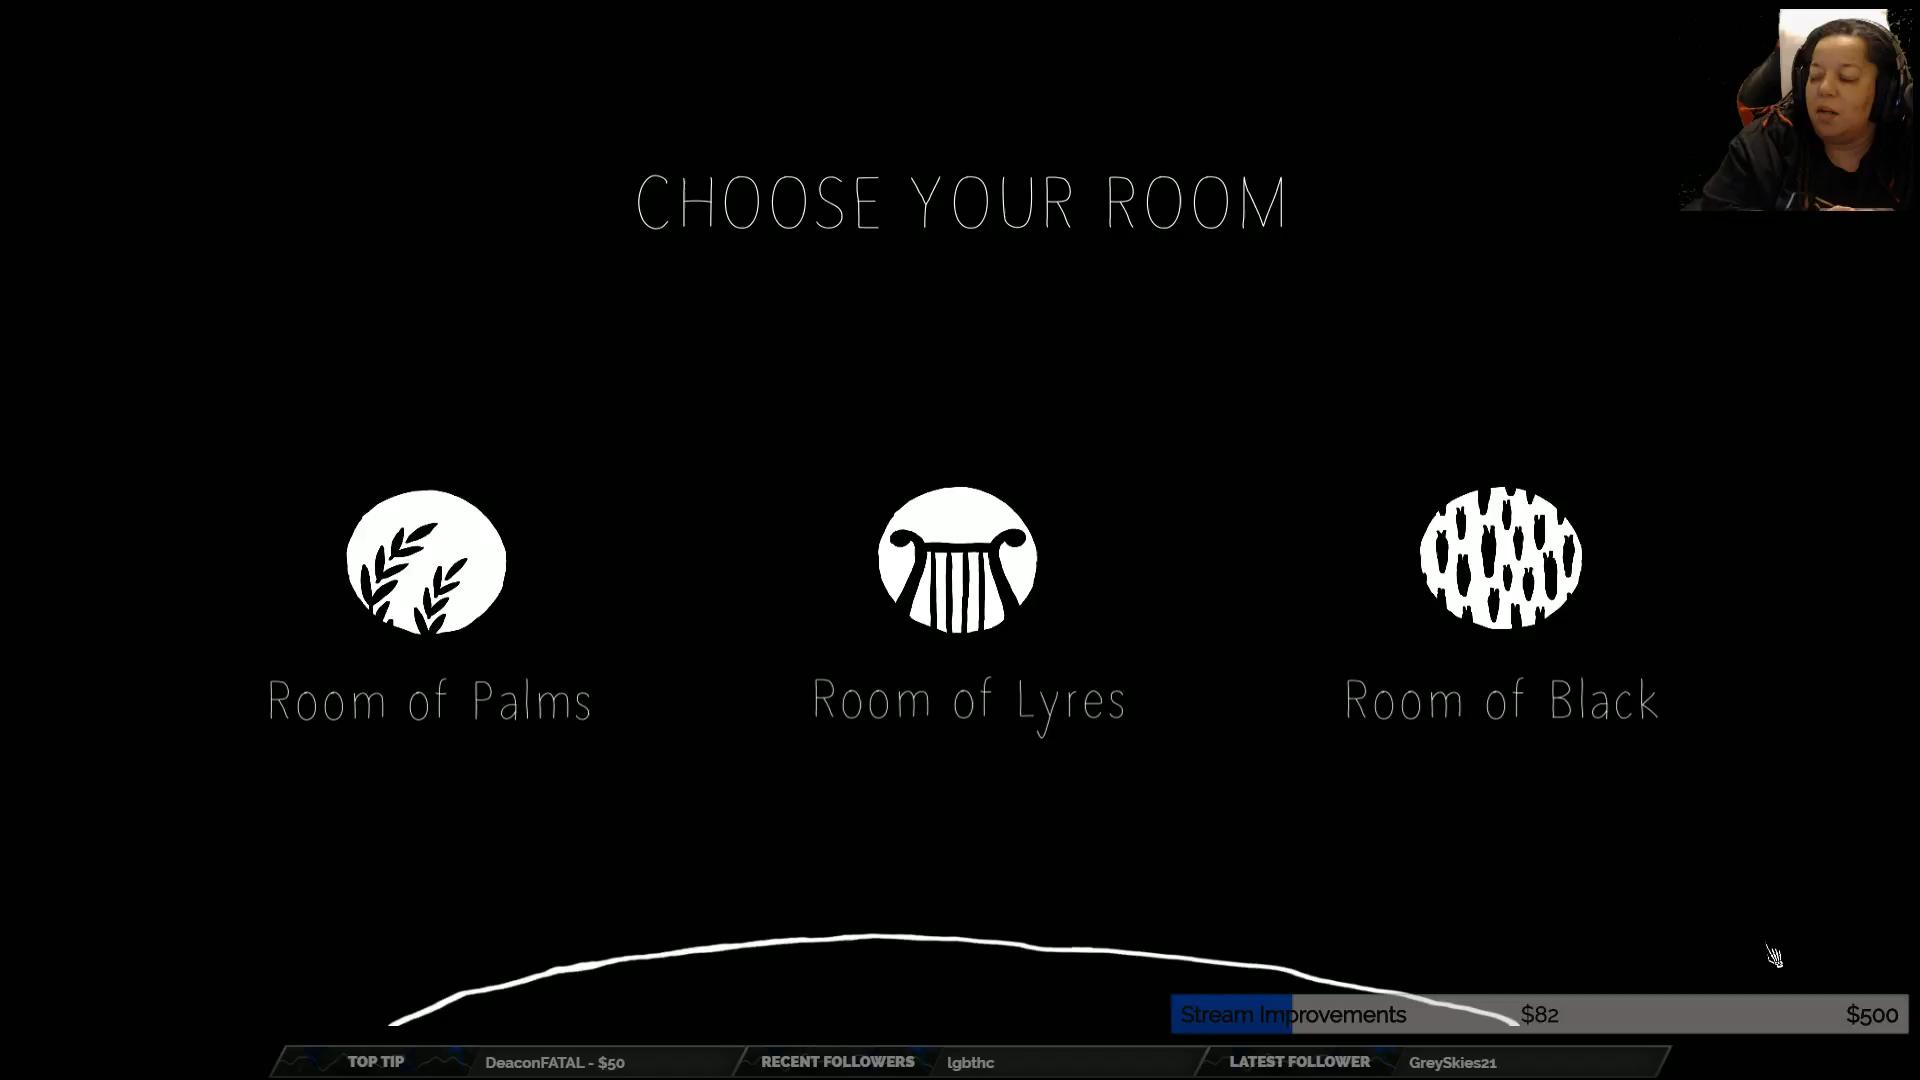 CHOOSE YOUR ROOM
Room of Palms
Room of Lyres
Room of Black
Stream Improvements $82 $500
TOP TIP DeaconFATAL - $50 RECENT FOLLOWERS lgbthc LATEST FOLLOWER GreySkies21